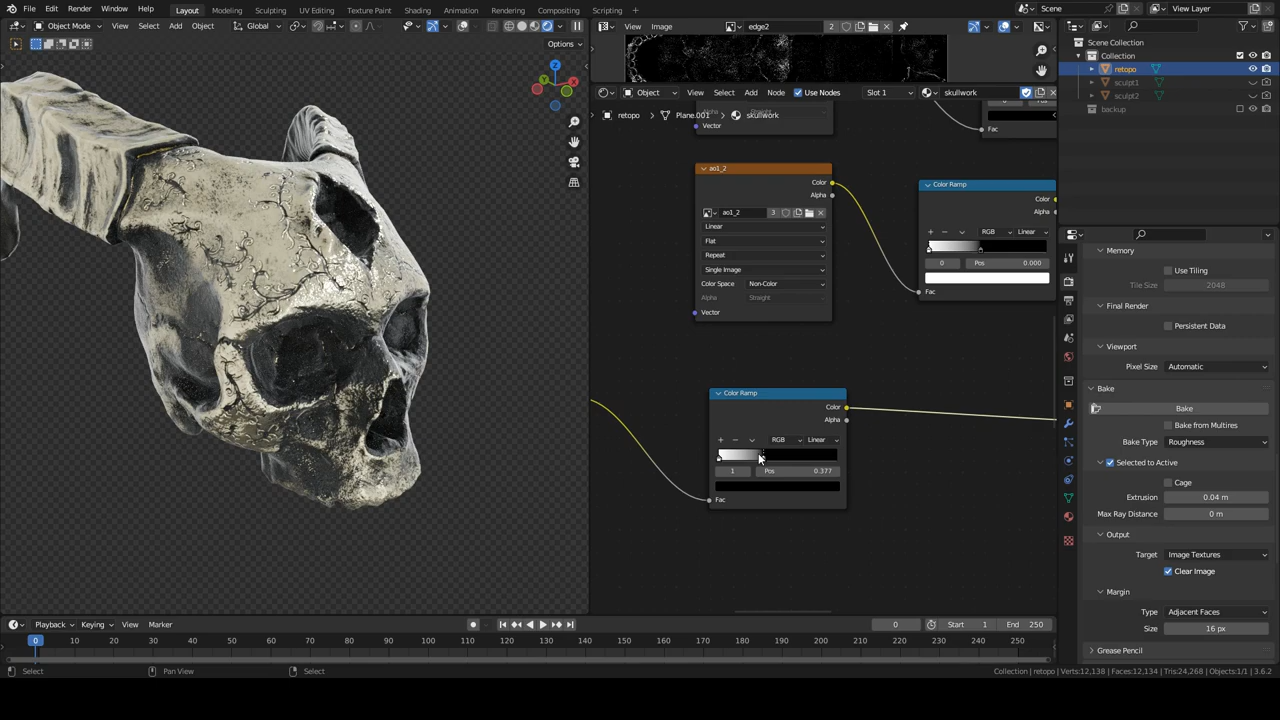 File Edit Render Window Help Layout Modeling Sculpting UV Editing Texture Paint Shading Animation Rendering Compositing Geometry Nodes Scripting + Scene View Layer
Object Mode View Select Add Object Global View Image edge2 2
Options
Scene Collection
Collection
retopo
sculpt1
sculpt2
backup
Object View Select Add Node Use Nodes Slot 1 skullwork
retopo > Plane.001 > skullwork
Alpha Straight
Vector
Fac
ao1_2
Color
Alpha
ao1_2 3
Linear
Flat
Repeat
Single Image
Color Space Non-Color
Alpha Straight
Vector
Color Ramp
Color
Alpha
RGB Linear
0 Pos 0.000
Fac
Color Ramp
Color
Alpha
RGB Linear
1 Pos 0.377
Fac
Z
X
Y
Memory
Use Tiling
Tile Size 2048
Final Render
Persistent Data
Viewport
Pixel Size Automatic
Bake
Bake
Bake from Multires
Bake Type Roughness
Selected to Active
Cage
Extrusion 0.04 m
Max Ray Distance 0 m
Output
Target Image Textures
Clear Image
Margin
Type Adjacent Faces
Size 16 px
Grease Pencil
Playback Keying View Marker 0 Start 1 End 250
0 10 20 30 40 50 60 70 80 90 100 110 120 130 140 150 160 170 180 190 200 210 220 230 240 250
Select Pan View Select Collection | retopo | Verts:12,138 | Faces:12,134 | Tris:24,268 | Objects:1/1 | 3.6.2